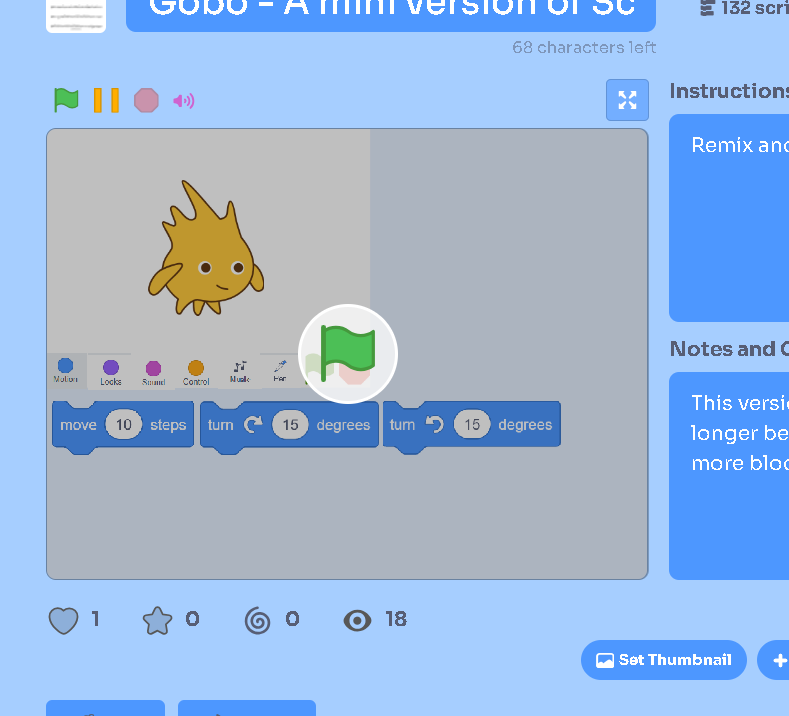 Gobo - A mini version of Sc
132 scri
68 characters left
Instructions
Remix and
Motion Looks Sound Control Music Pen
move 10 steps turn 15 degrees turn 15 degrees
Notes and C
This versi
longer be
more bloc
1 0 0 18
Set Thumbnail